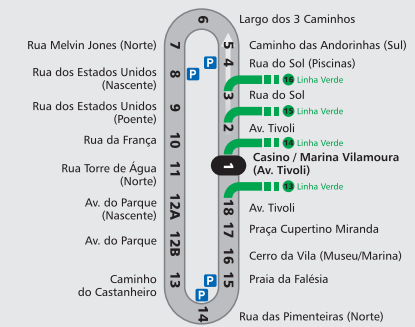 6 Largo dos 3 Caminhos
Rua Melvin Jones (Norte) 7
5 Caminho das Andorinhas (Sul)
P
4 Rua do Sol (Piscinas)
Rua dos Estados Unidos
(Nascente) 8 P
16 Linha Verde
3 Rua do Sol
Rua dos Estados Unidos
(Poente) 9
15 Linha Verde
2 Av. Tivoli
Rua da França 10
14 Linha Verde
1 Casino / Marina Vilamoura
(Av. Tivoli)
Rua Torre de Água
(Norte) 11
13 Linha Verde
Av. do Parque
(Nascente) 12A
18 Av. Tivoli
17 Praça Cupertino Miranda
Av. do Parque 12B
16 Cerro da Vila (Museu/Marina)
Caminho
do Castanheiro 13
P
15 Praia da Falésia
P
14 Rua das Pimenteiras (Norte)